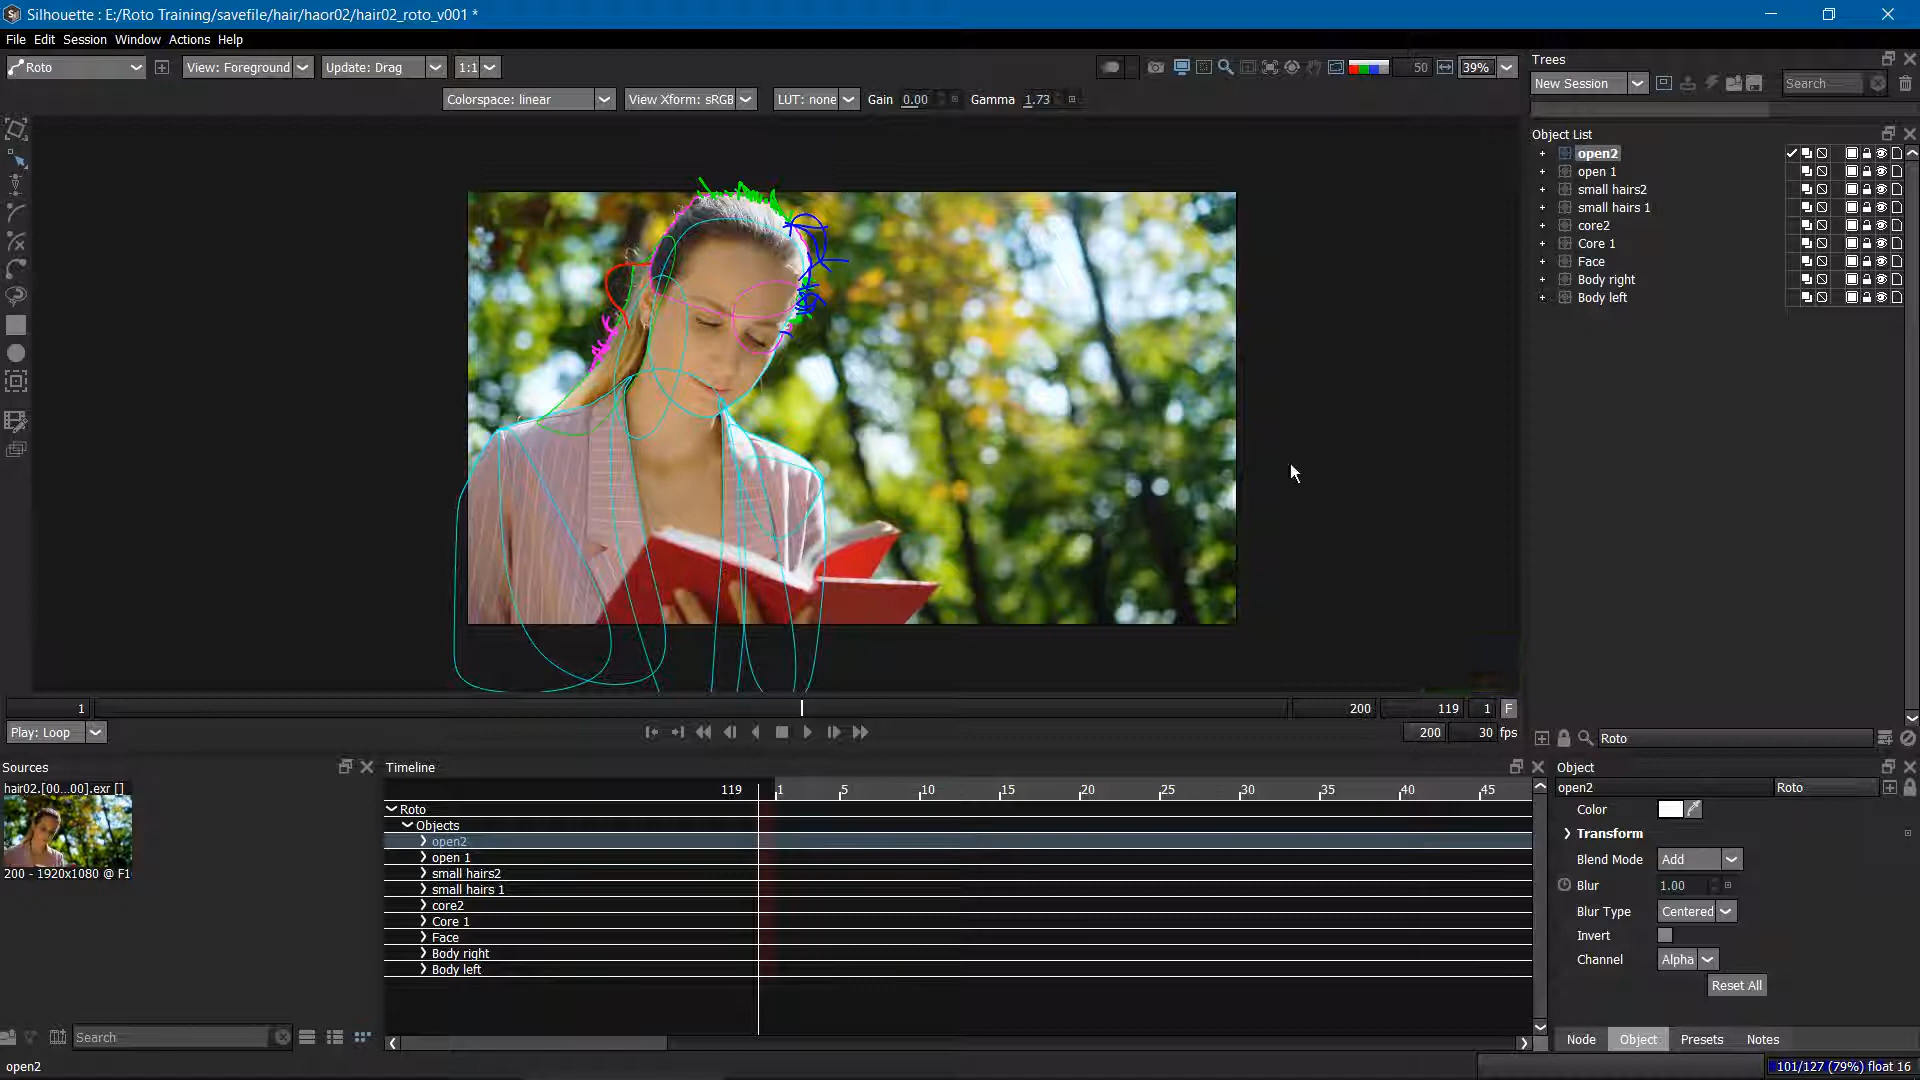 Silhouette : E:/Roto Training/savefile/hair/haor02/hair02_roto_v001 *
File Edit Session Window Actions Help
Roto View: Foreground Update: Drag 1:1 50 39%
Colorspace: linear View Xform: sRGB LUT: none Gain 0.00 Gamma 1.73
Trees
New Session Search
Object List
open2
open 1
small hairs2
small hairs 1
core2
Core 1
Face
Body right
Body left
1 200 119 1 F
Play: Loop 200 30 fps
Roto
Sources
hair02.[00...00].exr []
200 - 1920x1080 @ F1
Search
Timeline
119 1 5 10 15 20 25 30 35 40 45
Roto
Objects
open2
open 1
small hairs2
small hairs 1
core2
Core 1
Face
Body right
Body left
Object
open2 Roto
Color
Transform
Blend Mode Add
Blur 1.00
Blur Type Centered
Invert
Channel Alpha
Reset All
Node Object Presets Notes
open2
101/127 (79%) float 16